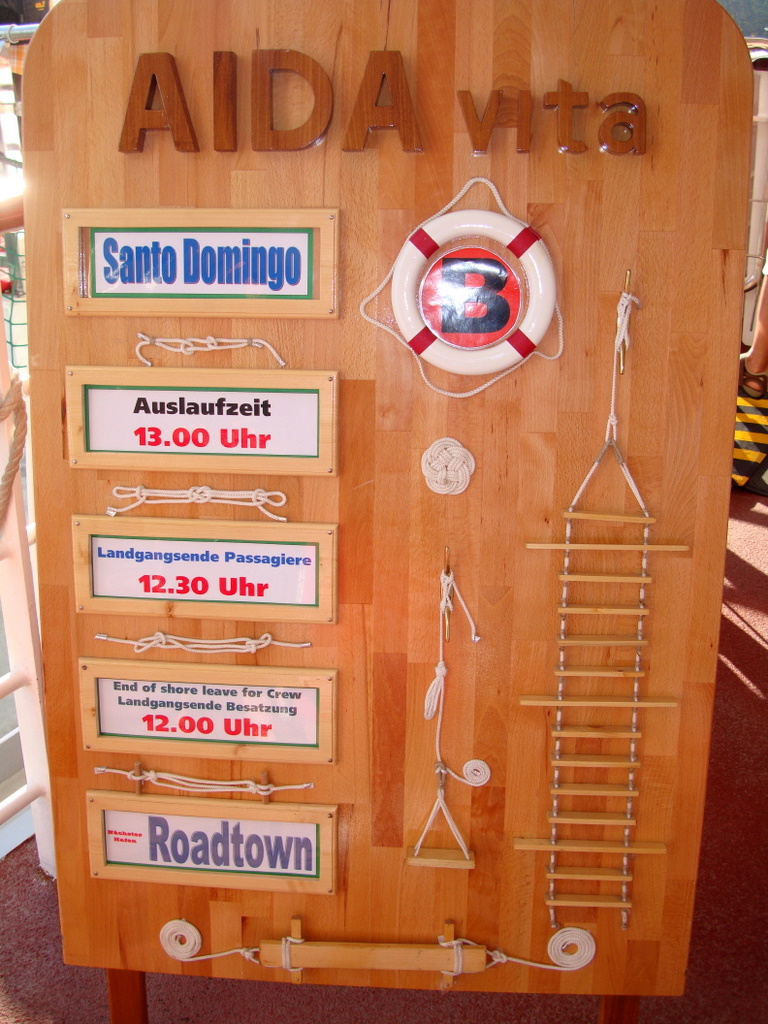 AIDA vita
Santo Domingo
B
Auslaufzeit
13.00 Uhr
Landgangsende Passagiere
12.30 Uhr
End of shore leave for Crew
Landgangsende Besatzung
12.00 Uhr
Nächster
Hafen
Roadtown